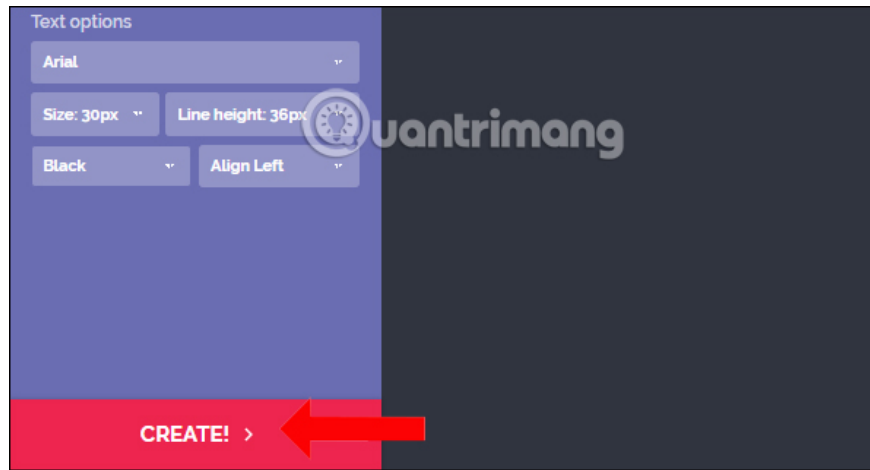 Text options
Arial
Size: 30px Line height: 36px
Quantrimang
Black Align Left
CREATE! >